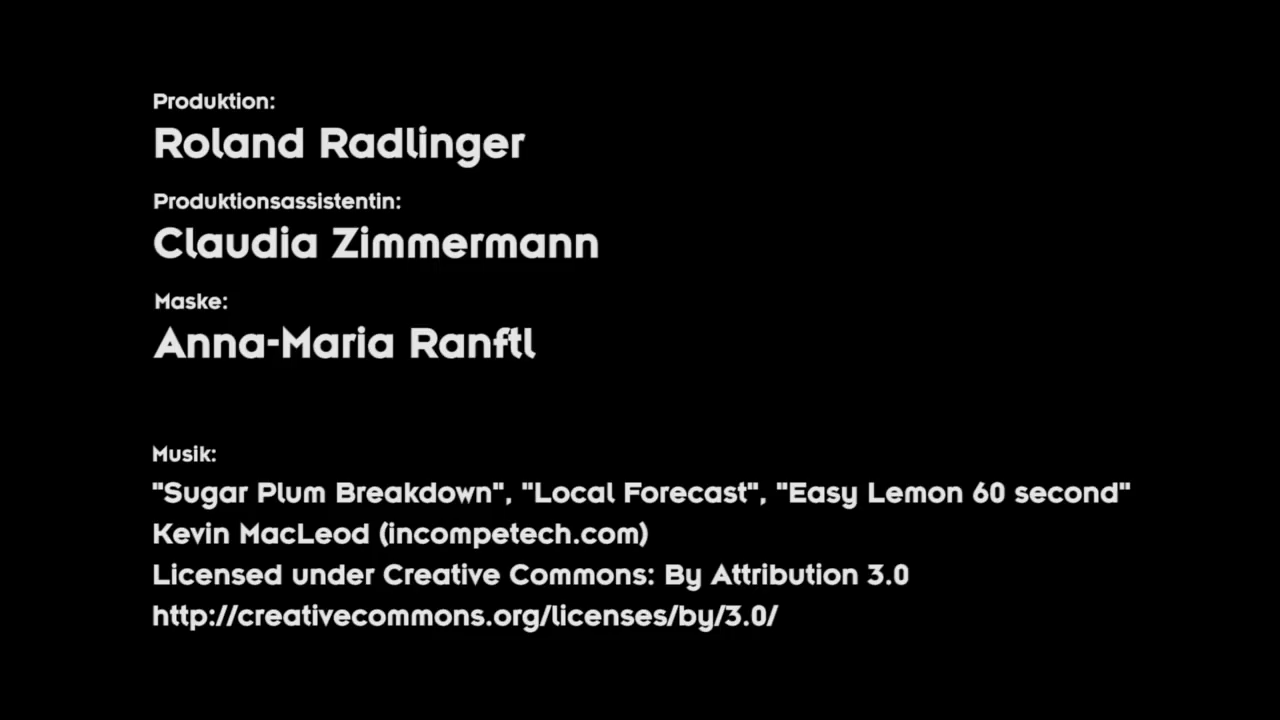 Produktion:
Roland Radlinger
Produktionsassistentin:
Claudia Zimmermann
Maske:
Anna-Maria Ranftl
Musik:
"Sugar Plum Breakdown", "Local Forecast", "Easy Lemon 60 second"
Kevin MacLeod (incompetech.com)
Licensed under Creative Commons: By Attribution 3.0
http://creativecommons.org/licenses/by/3.0/